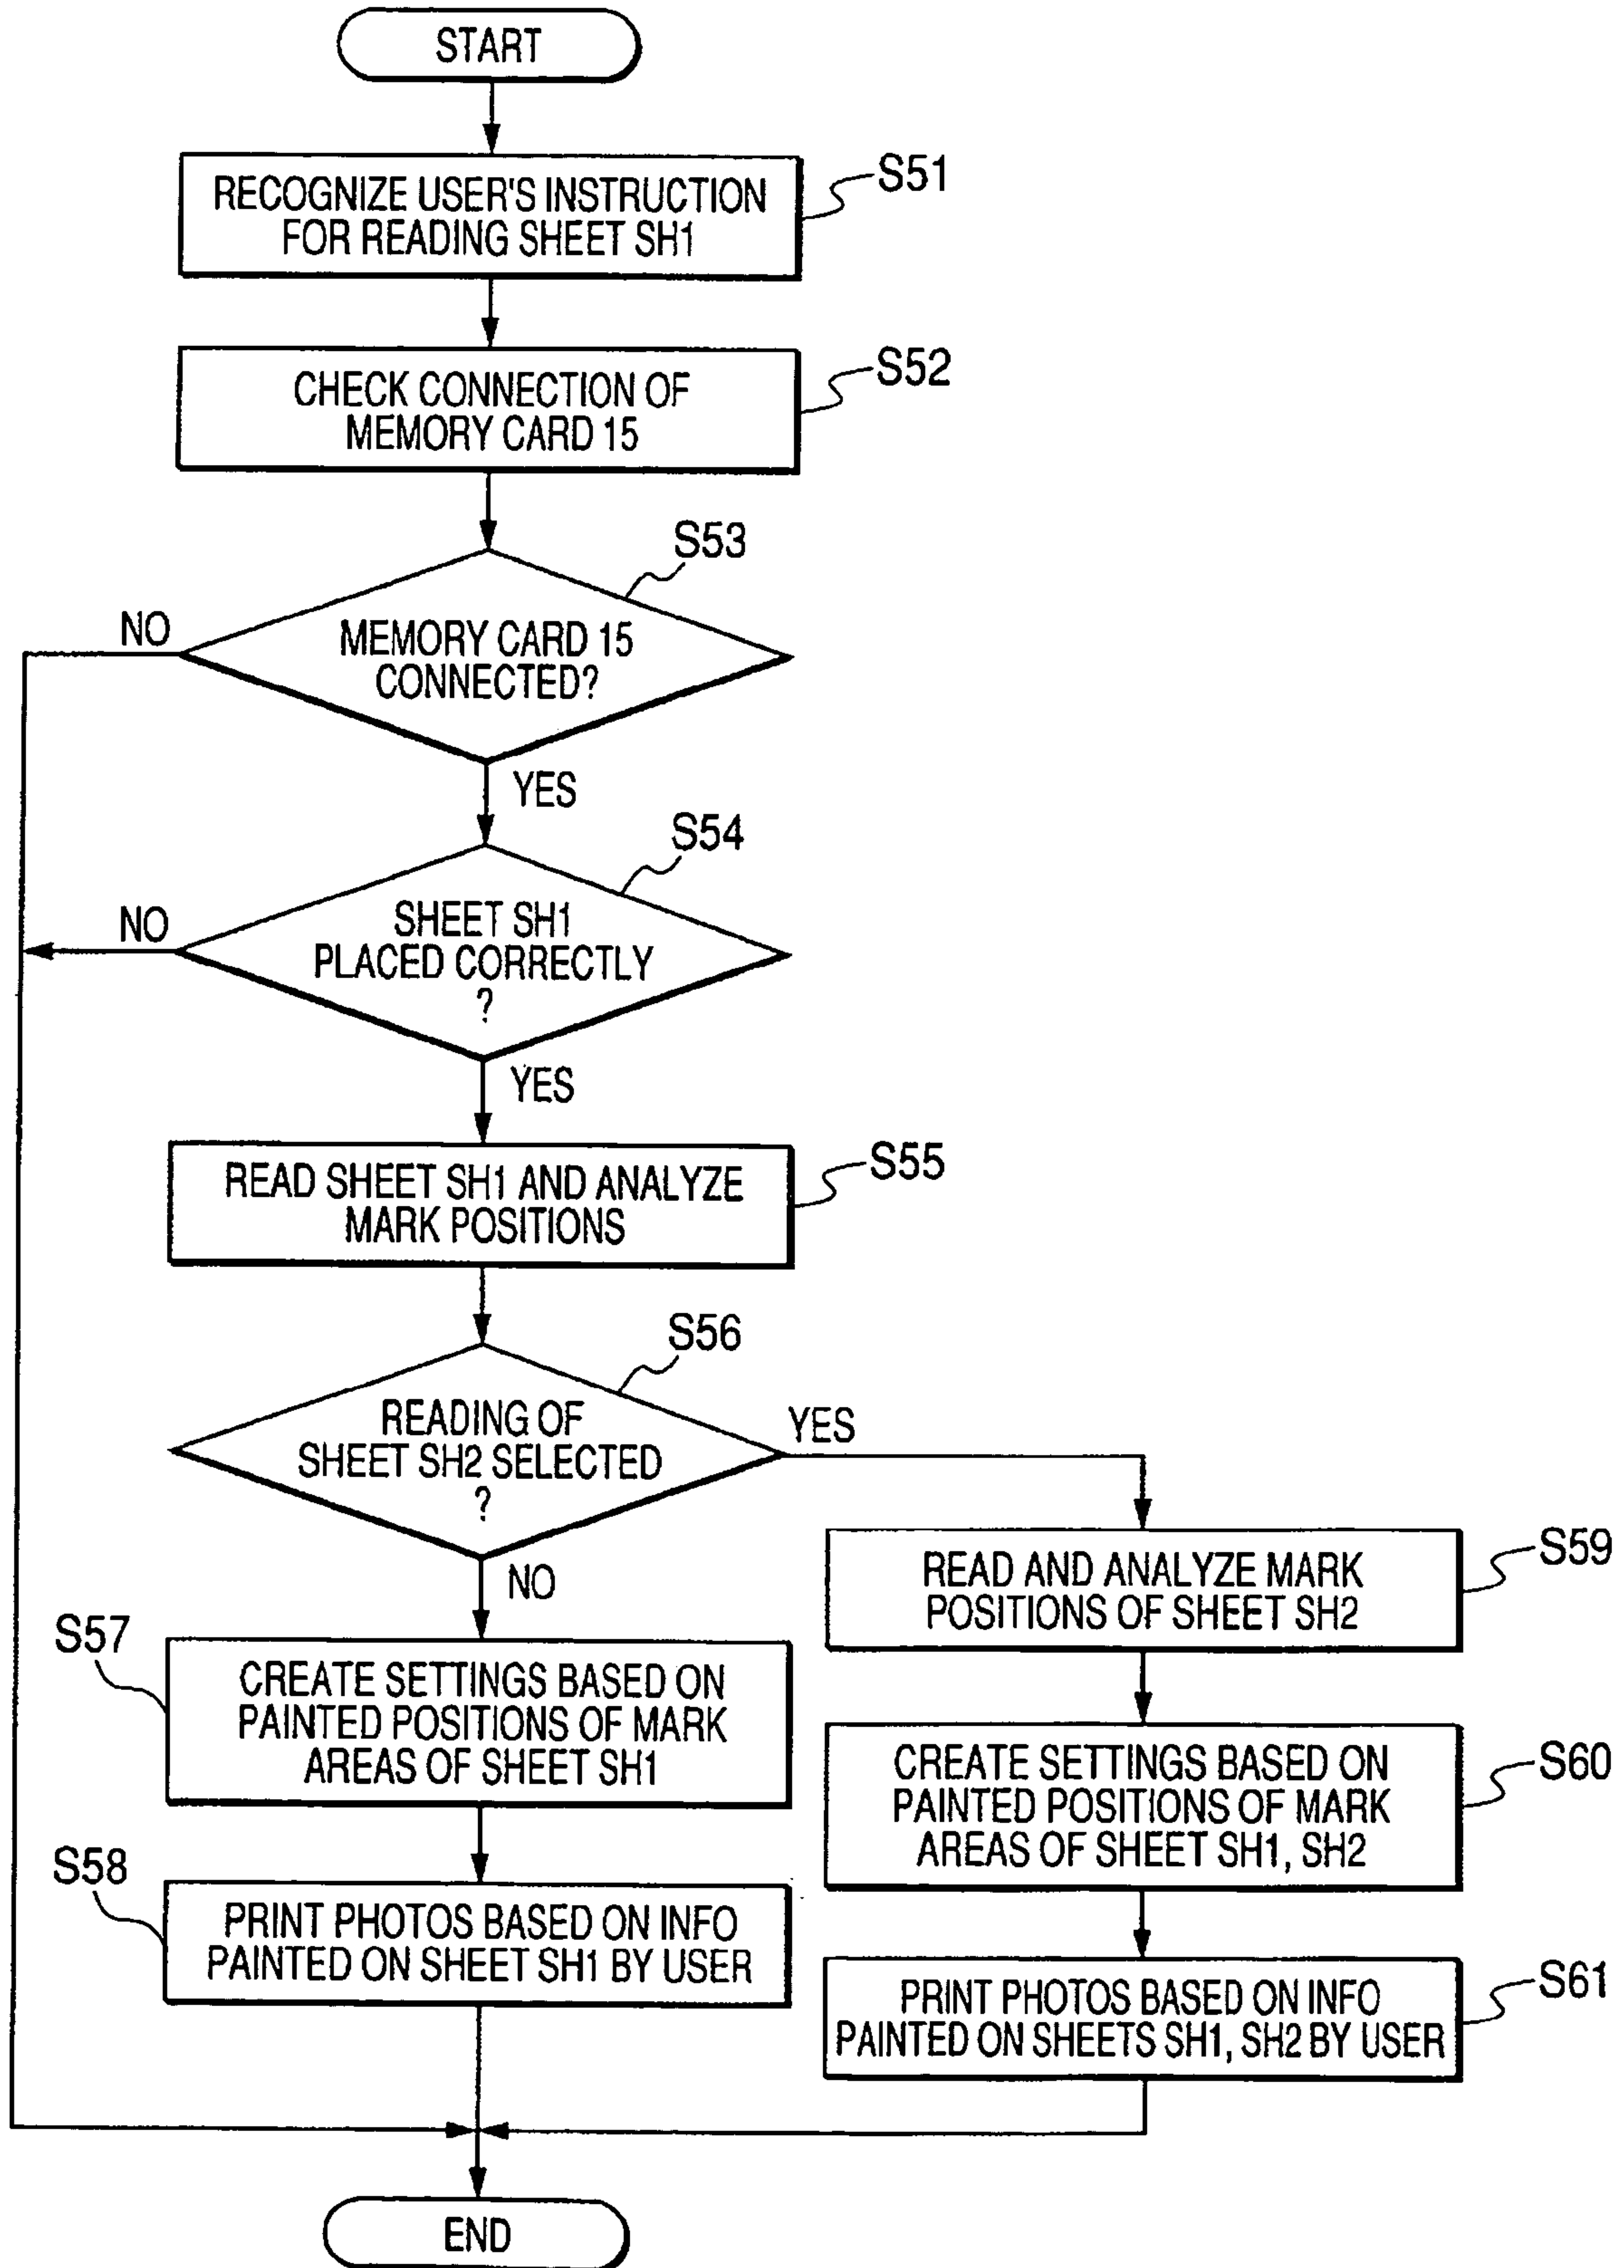 START
RECOGNIZE USER'S INSTRUCTION
FOR READING SHEET SH1
S51
CHECK CONNECTION OF
MEMORY CARD 15
S52
S53
NO
MEMORY CARD 15
CONNECTED?
YES
S54
NO
SHEET SH1
PLACED CORRECTLY
?
YES
READ SHEET SH1 AND ANALYZE
MARK POSITIONS
S55
S56
READING OF
SHEET SH2 SELECTED
?
YES
NO
S57
CREATE SETTINGS BASED ON
PAINTED POSITIONS OF MARK
AREAS OF SHEET SH1
S58
PRINT PHOTOS BASED ON INFO
PAINTED ON SHEET SH1 BY USER
READ AND ANALYZE MARK
POSITIONS OF SHEET SH2
S59
CREATE SETTINGS BASED ON
PAINTED POSITIONS OF MARK
AREAS OF SHEET SH1, SH2
S60
PRINT PHOTOS BASED ON INFO
PAINTED ON SHEETS SH1, SH2 BY USER
S61
END